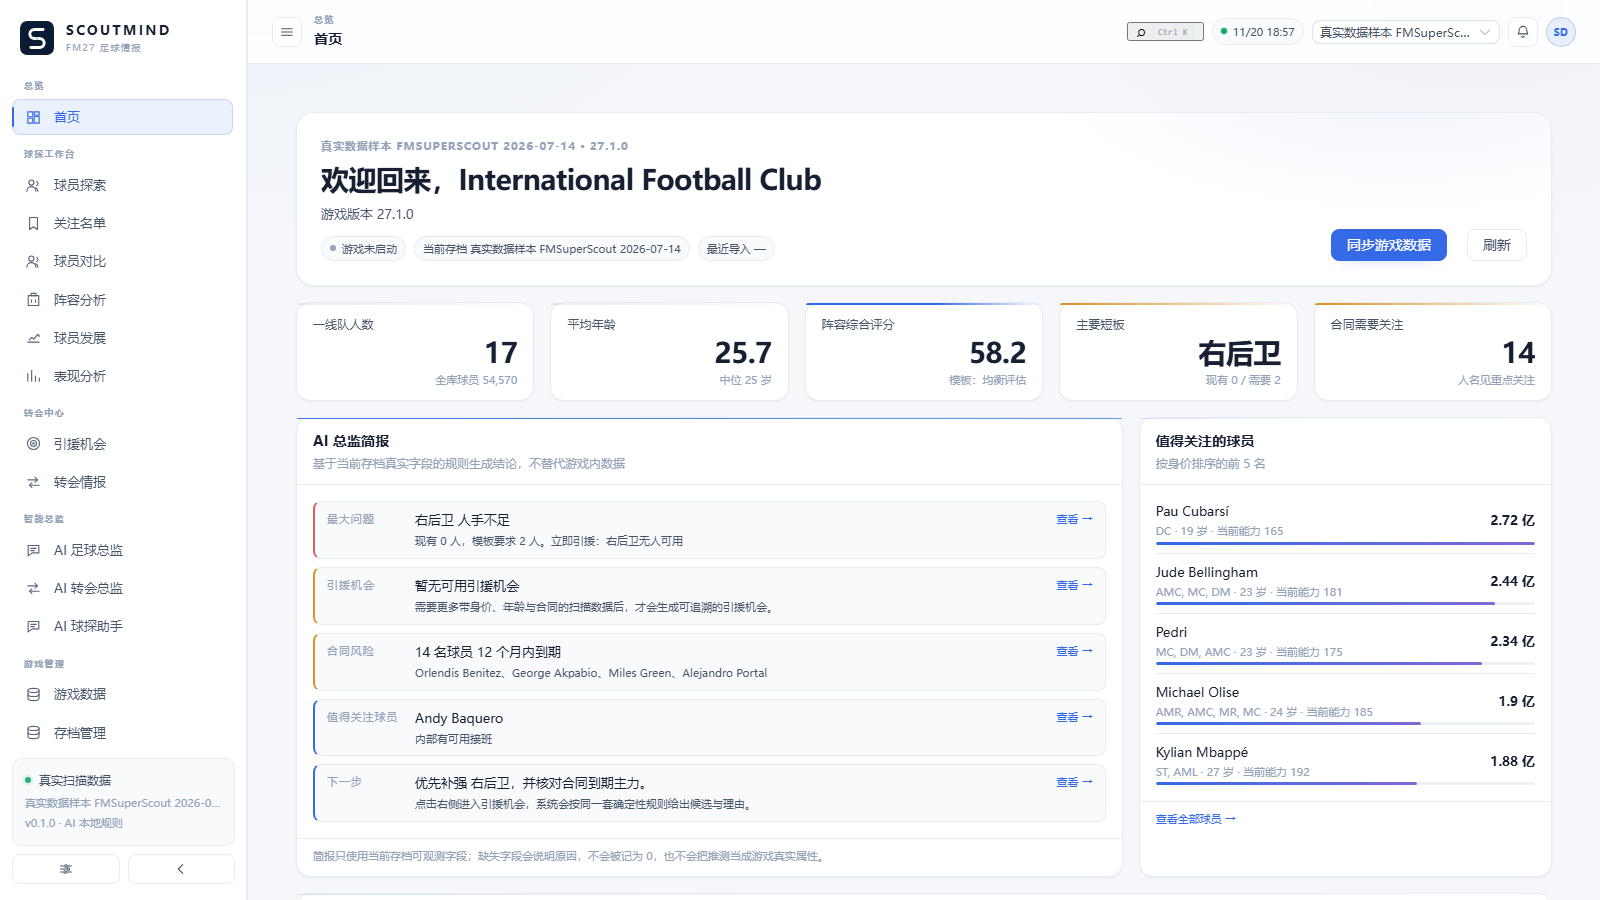 SCOUTMIND
FM27 足球情报
总览
首页
球探工作台
球员探索
关注名单
球员对比
阵容分析
球员发展
表现分析
转会中心
引援机会
转会情报
智能总监
AI 足球总监
AI 转会总监
AI 球探助手
游戏管理
游戏数据
存档管理
真实扫描数据
真实数据样本 FMSuperScout 2026-0...
v0.1.0 · AI 本地规则
总览
首页
Ctrl K
11/20 18:57
真实数据样本 FMSuperSc...
SD
真实数据样本 FMSUPERSCOUT 2026-07-14 • 27.1.0
欢迎回来，International Football Club
游戏版本 27.1.0
游戏未启动
当前存档 真实数据样本 FMSuperScout 2026-07-14
最近导入 —
同步游戏数据
刷新
一线队人数
17
全库球员 54,570
平均年龄
25.7
中位 25 岁
阵容综合评分
58.2
模板：均衡评估
主要短板
右后卫
现有 0 / 需要 2
合同需要关注
14
人名见重点关注
AI 总监简报
基于当前存档真实字段的规则生成结论，不替代游戏内数据
最大问题
右后卫 人手不足
现有 0 人，模板要求 2 人。立即引援：右后卫无人可用
查看 →
引援机会
暂无可用引援机会
需要更多带身价、年龄与合同的扫描数据后，才会生成可追溯的引援机会。
查看 →
合同风险
14 名球员 12 个月内到期
Orlendis Benitez、George Akpabio、Miles Green、Alejandro Portal
查看 →
值得关注球员
Andy Baquero
内部有可用接班
查看 →
下一步
优先补强 右后卫，并核对合同到期主力。
点击右侧进入引援机会，系统会按同一套确定性规则给出候选与理由。
查看 →
简报只使用当前存档可观测字段；缺失字段会说明原因，不会被记为 0，也不会把推测当成游戏真实属性。
值得关注的球员
按身价排序的前 5 名
Pau Cubarsí
DC · 19 岁 · 当前能力 165
2.72 亿
Jude Bellingham
AMC, MC, DM · 23 岁 · 当前能力 181
2.44 亿
Pedri
MC, DM, AMC · 23 岁 · 当前能力 175
2.34 亿
Michael Olise
AMR, AMC, MR, MC · 24 岁 · 当前能力 185
1.9 亿
Kylian Mbappé
ST, AML · 27 岁 · 当前能力 192
1.88 亿
查看全部球员 →